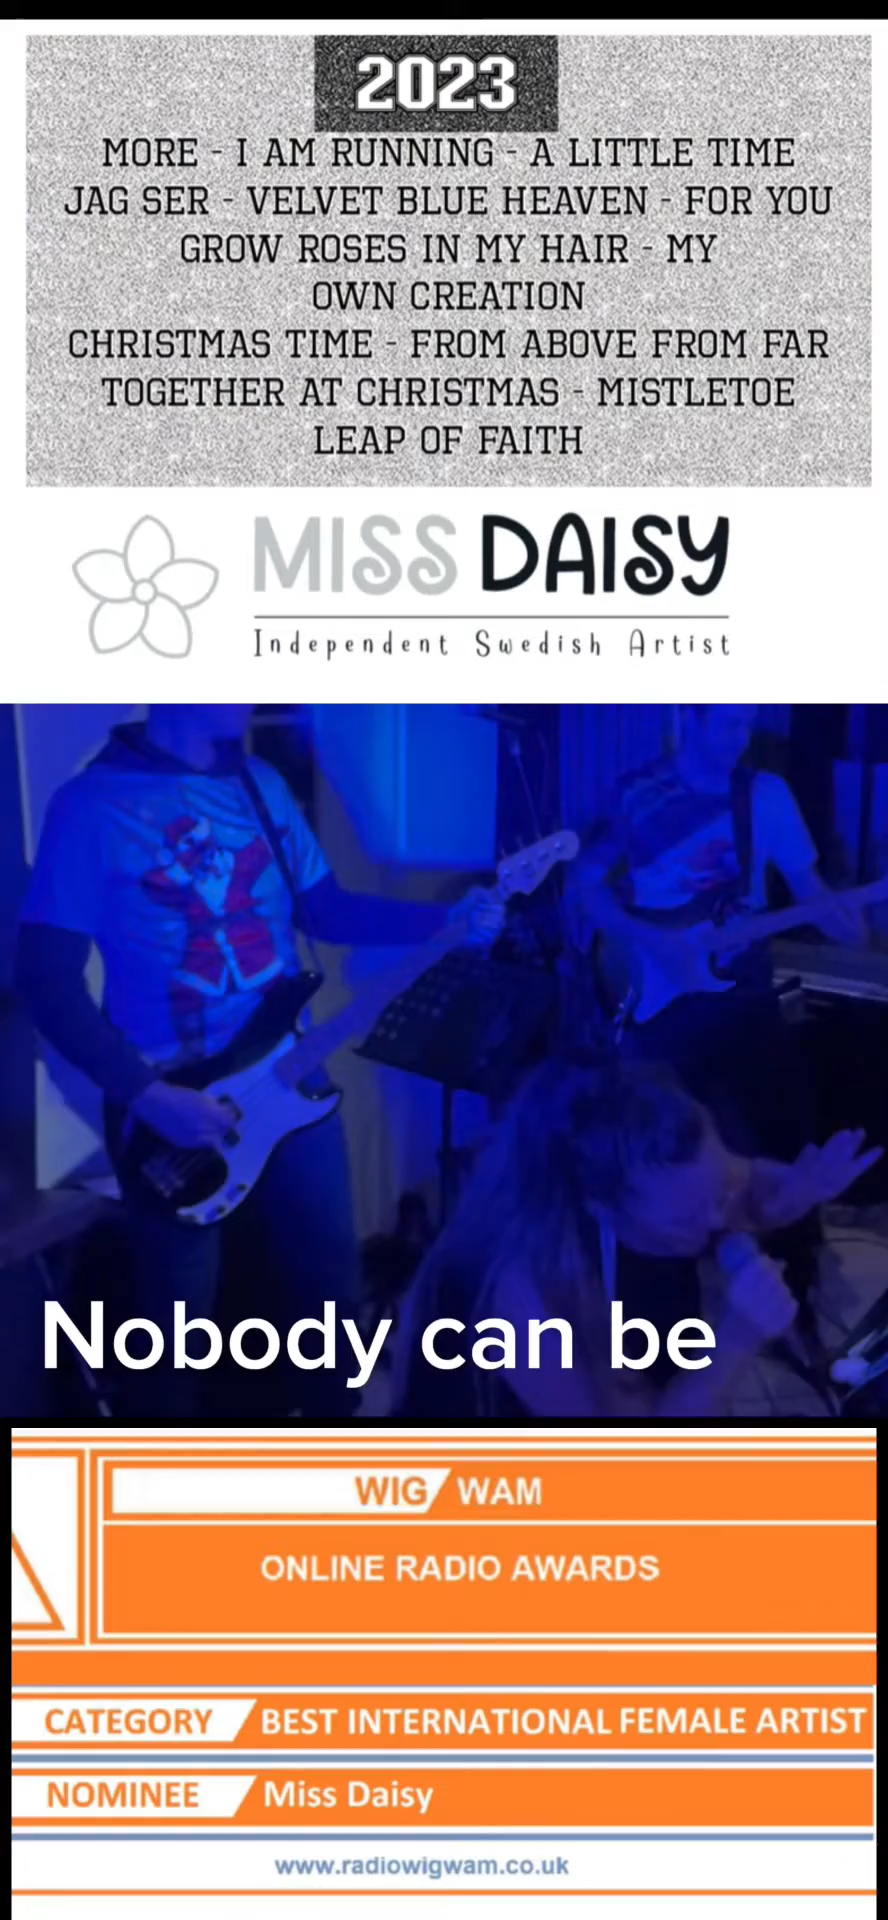 2023
MORE - I AM RUNNING - A LITTLE TIME
JAG SER - VELVET BLUE HEAVEN - FOR YOU
GROW ROSES IN MY HAIR - MY
OWN CREATION
CHRISTMAS TIME - FROM ABOVE FROM FAR
TOGETHER AT CHRISTMAS - MISTLETOE
LEAP OF FAITH
MISS DAISY
Independent Swedish Artist
Nobody can be
WIG WAM
ONLINE RADIO AWARDS
CATEGORY BEST INTERNATIONAL FEMALE ARTIST
NOMINEE Miss Daisy
www.radiowigwam.co.uk